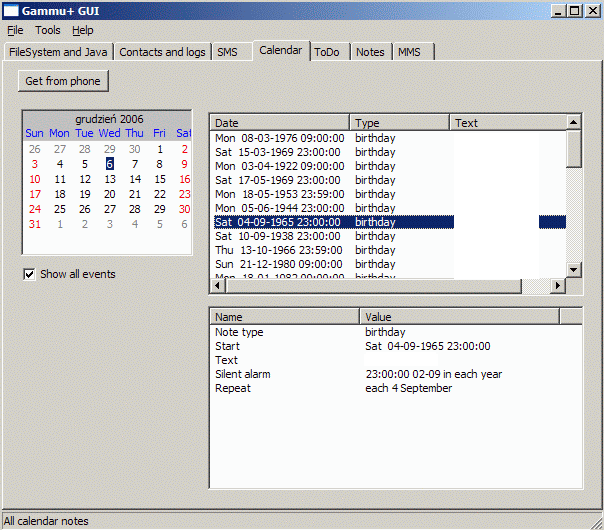 Gammu+ GUI
File Tools Help
FileSystem and Java Contacts and logs SMS Calendar ToDo Notes MMS
Get from phone
grudzień 2006
Sun Mon Tue Wed Thu Fri Sat
26 27 28 29 30 1 2
3 4 5 6 7 8 9
10 11 12 13 14 15 16
17 18 19 20 21 22 23
24 25 26 27 28 29 30
31 1 2 3 4 5 6
Show all events
Date Type Text
Mon 08-03-1976 09:00:00 birthday
Sat 15-03-1969 23:00:00 birthday
Mon 03-04-1922 09:00:00 birthday
Sat 17-05-1969 23:00:00 birthday
Mon 18-05-1953 23:59:00 birthday
Mon 05-06-1944 23:00:00 birthday
Sat 04-09-1965 23:00:00 birthday
Sat 10-09-1938 23:00:00 birthday
Thu 13-10-1966 23:59:00 birthday
Sun 21-12-1980 09:00:00 birthday
Mon 18-01-1982 09:00:00 birthday
Name Value
Note type birthday
Start Sat 04-09-1965 23:00:00
Text
Silent alarm 23:00:00 02-09 in each year
Repeat each 4 September
All calendar notes